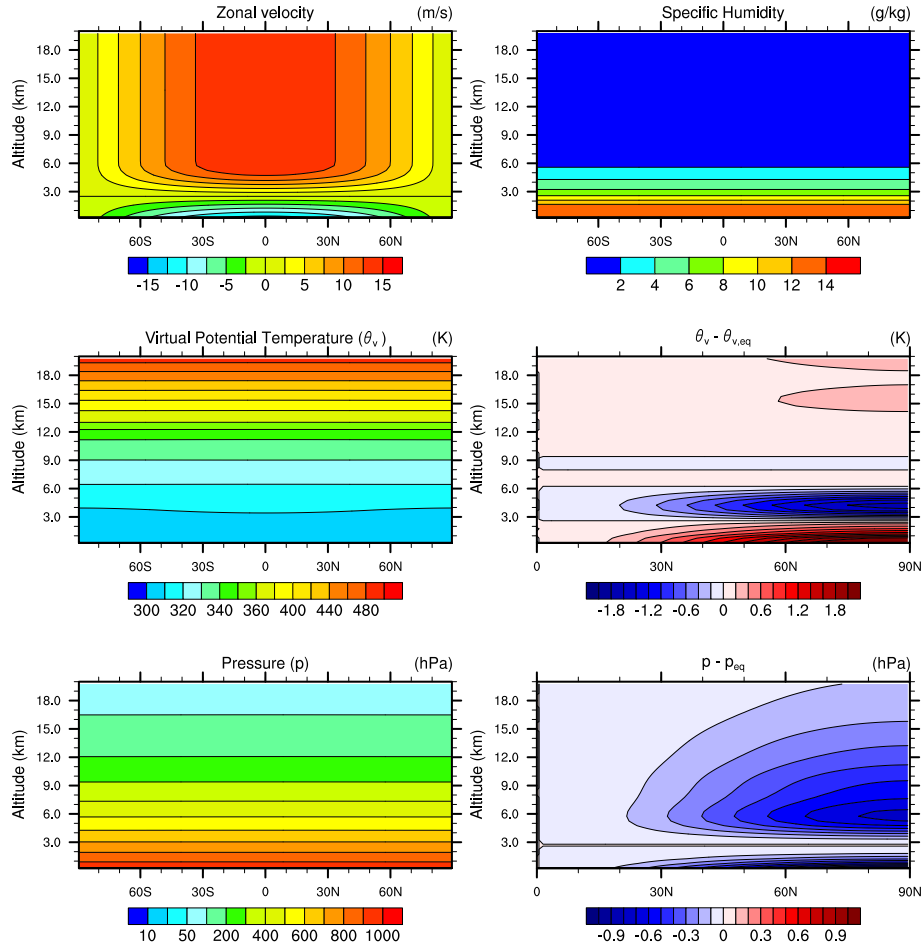 Zonal velocity (m/s)
Altitude (km)
18.0
15.0
12.0
9.0
6.0
3.0
60S 30S 0 30N 60N
-15 -10 -5 0 5 10 15
Specific Humidity (g/kg)
Altitude (km)
18.0
15.0
12.0
9.0
6.0
3.0
60S 30S 0 30N 60N
2 4 6 8 10 12 14
Virtual Potential Temperature (θv) (K)
Altitude (km)
18.0
15.0
12.0
9.0
6.0
3.0
60S 30S 0 30N 60N
300 320 340 360 400 440 480
θv - θv,eq (K)
Altitude (km)
18.0
15.0
12.0
9.0
6.0
3.0
0 30N 60N 90N
-1.8 -1.2 -0.6 0 0.6 1.2 1.8
Pressure (p) (hPa)
Altitude (km)
18.0
15.0
12.0
9.0
6.0
3.0
60S 30S 0 30N 60N
10 50 200 400 600 800 1000
p - peq (hPa)
Altitude (km)
18.0
15.0
12.0
9.0
6.0
3.0
0 30N 60N 90N
-0.9 -0.6 -0.3 0 0.3 0.6 0.9